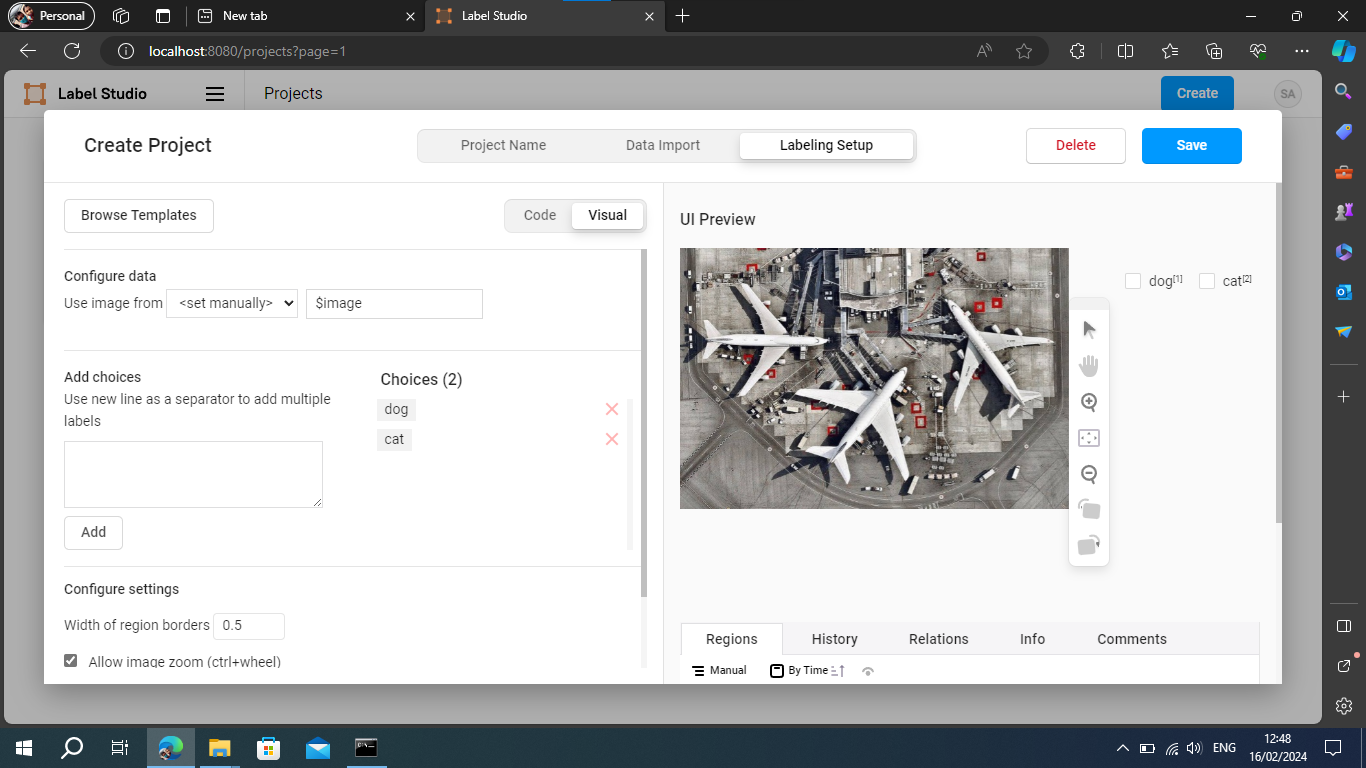 Personal
New tab
Label Studio
localhost:8080/projects?page=1
Label Studio
Projects
Create
SA
Create Project
Project Name
Data Import
Labeling Setup
Delete
Save
Browse Templates
Code
Visual
UI Preview
Configure data
Use image from
<set manually>
$image
dog[1]
cat[2]
Add choices
Use new line as a separator to add multiple
labels
Choices (2)
dog
cat
Add
Configure settings
Width of region borders
0.5
Allow image zoom (ctrl+wheel)
Regions
History
Relations
Info
Comments
Manual
By Time
ENG
12:48
16/02/2024